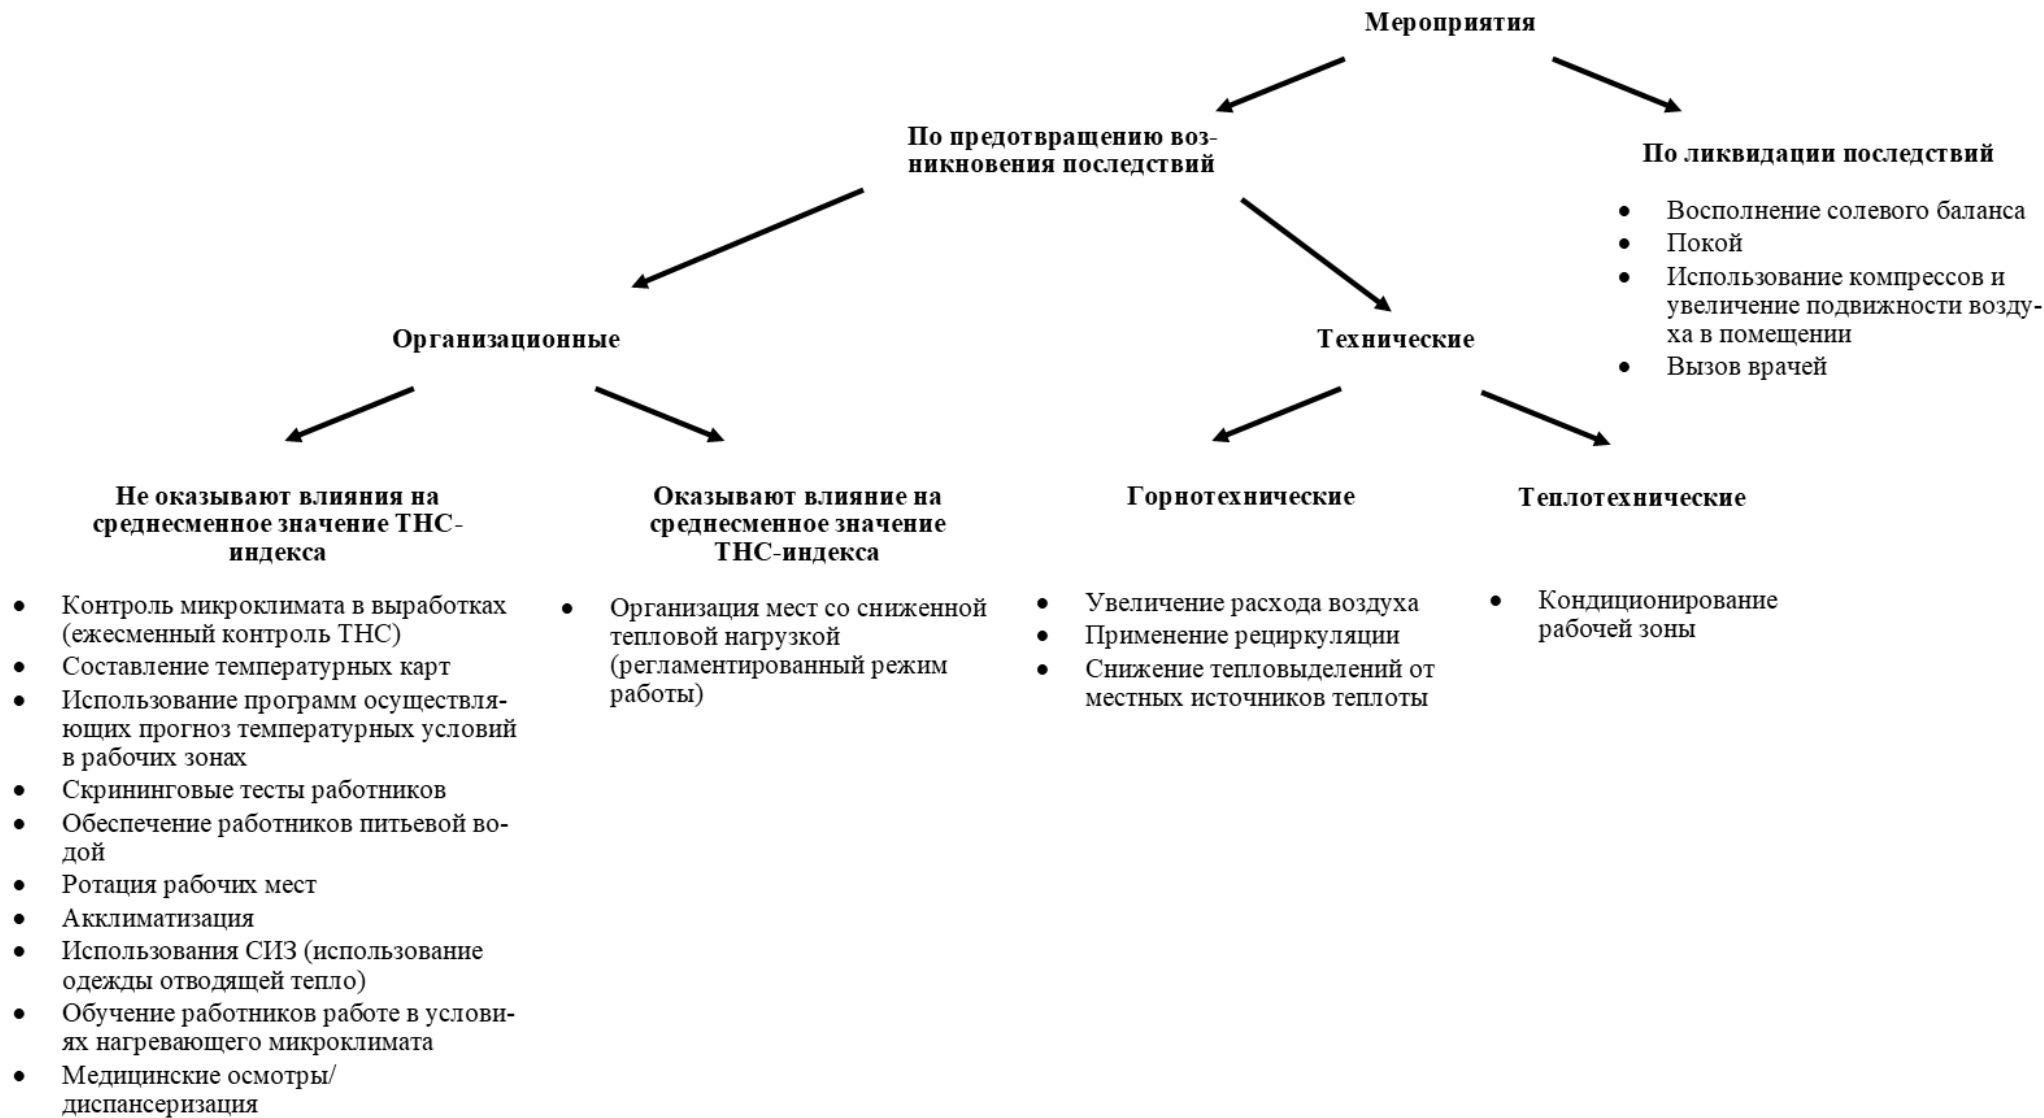 Мероприятия
По предотвращению воз-
никновения последствий
По ликвидации последствий
• Восполнение солевого баланса
• Покой
• Использование компрессов и
увеличение подвижности возду-
ха в помещении
• Вызов врачей
Организационные
Технические
Не оказывают влияния на
среднесменное значение ТНС-
индекса
• Контроль микроклимата в выработках
(ежесменный контроль ТНС)
• Составление температурных карт
• Использование программ осуществля-
ющих прогноз температурных условий
в рабочих зонах
• Скрининговые тесты работников
• Обеспечение работников питьевой во-
дой
• Ротация рабочих мест
• Акклиматизация
• Использования СИЗ (использование
одежды отводящей тепло)
• Обучение работников работе в услови-
ях нагревающего микроклимата
• Медицинские осмотры/
диспансеризация
Оказывают влияние на
среднесменное значение
ТНС-индекса
• Организация мест со сниженной
тепловой нагрузкой
(регламентированный режим
работы)
Горнотехнические
• Увеличение расхода воздуха
• Применение рециркуляции
• Снижение тепловыделений от
местных источников теплоты
Теплотехнические
• Кондиционирование
рабочей зоны